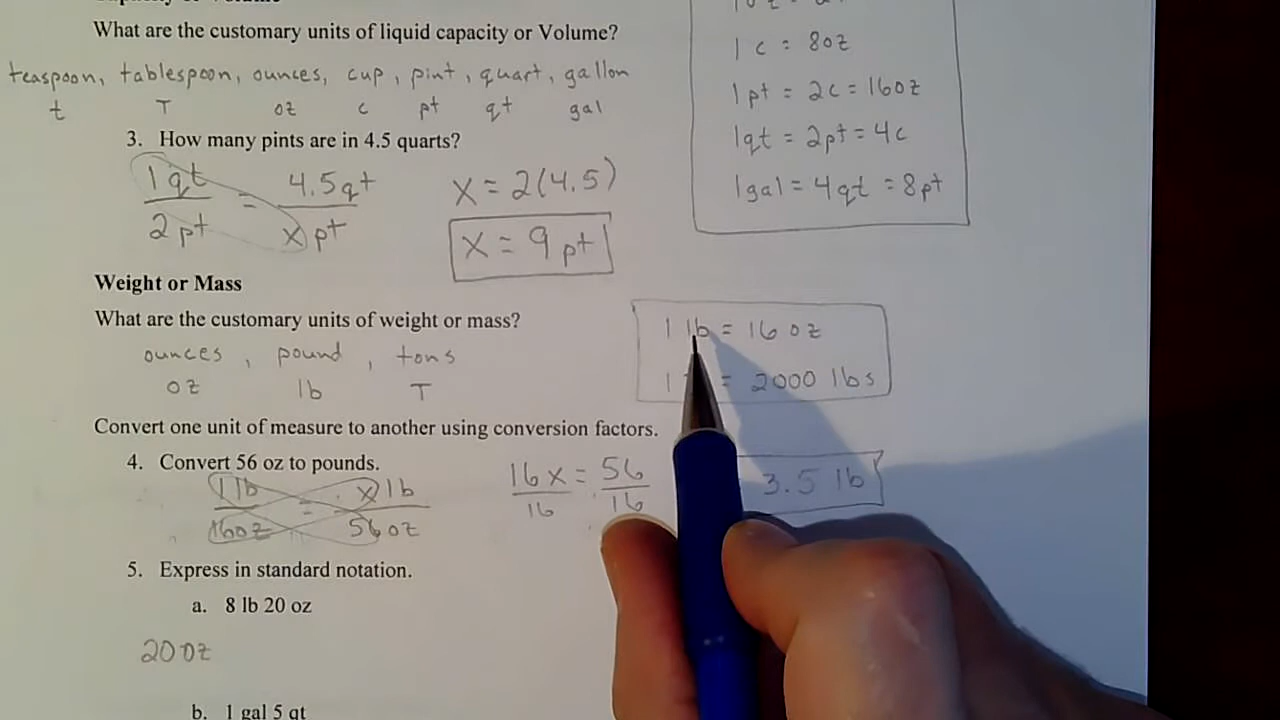 What are the customary units of liquid capacity or Volume?
teaspoon, tablespoon, ounces, cup, pint, quart, gallon
t T oz c pt qt gal
1 c = 8oz
1 pt = 2c = 16oz
1qt = 2pt = 4c
1gal = 4qt = 8pt
3. How many pints are in 4.5 quarts?
1qt = 4.5qt
2pt x pt
x = 2(4.5)
x = 9 pt
Weight or Mass
What are the customary units of weight or mass?
ounces, pound, tons
oz lb T
1 lb = 16 oz
1 = 2000 lbs
Convert one unit of measure to another using conversion factors.
4. Convert 56 oz to pounds.
1 lb = x lb
16oz 56 oz
16x = 56
16 16
3.5 lb
5. Express in standard notation.
a. 8 lb 20 oz
20 oz
b. 1 gal 5 qt